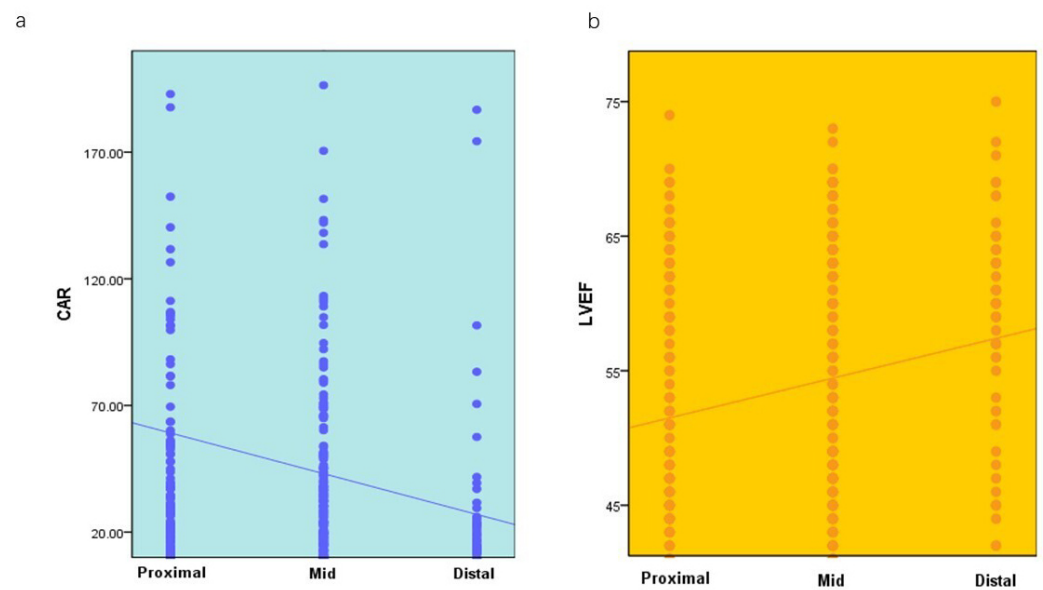 a
CAR
170.00
120.00
70.00
20.00
Proximal Mid Distal
b
LVEF
75
65
55
45
Proximal Mid Distal